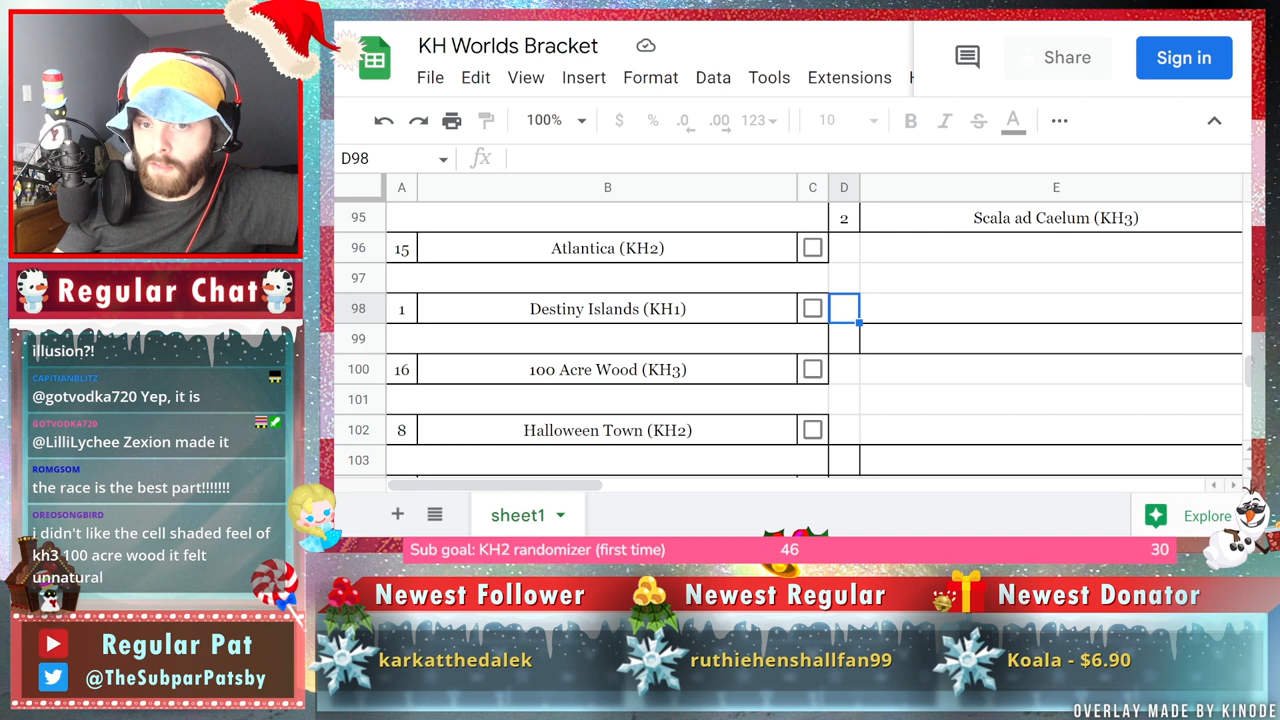 KH Worlds Bracket
File Edit View Insert Format Data Tools Extensions
Share
Sign in
100% $ % .0 .00 123 10 B I S A
D98 fx
A B C D E
95 2 Scala ad Caelum (KH3)
96 15 Atlantica (KH2)
97
98 1 Destiny Islands (KH1)
99
100 16 100 Acre Wood (KH3)
101
102 8 Halloween Town (KH2)
103
sheet1
Explore
Regular Chat
illusion?!
CAPITIANBLITZ
@gotvodka720 Yep, it is
GOTVODKA720
@LilliLychee Zexion made it
ROMGSOM
the race is the best part!!!!!!!
OREOSONGBIRD
i didn't like the cell shaded feel of
kh3 100 acre wood it felt
unnatural
Regular Pat
@TheSubparPatsby
Sub goal: KH2 randomizer (first time) 46 30
Newest Follower
karkatthedalek
Newest Regular
ruthiehenshallfan99
Newest Donator
Koala - $6.90
OVERLAY MADE BY KINODE